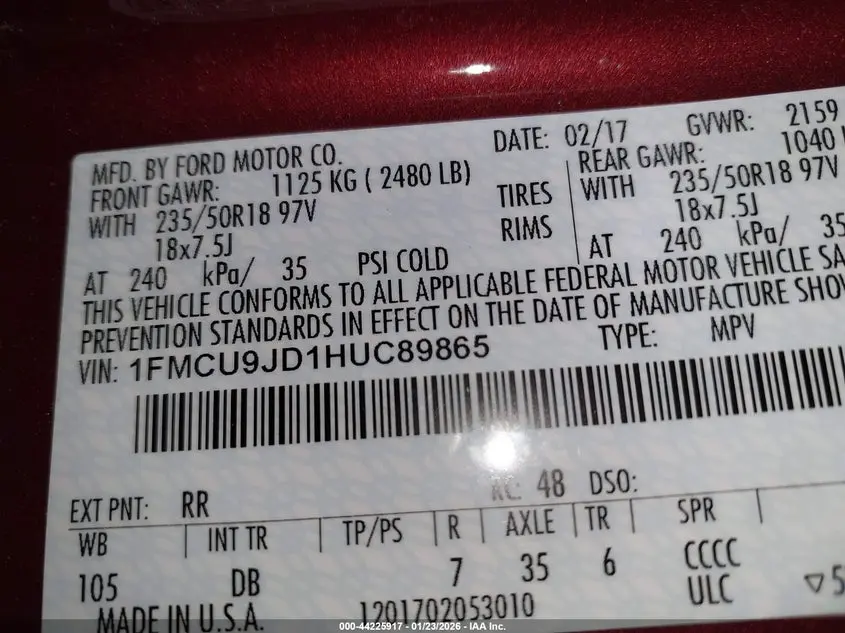 MFD. BY FORD MOTOR CO. DATE: 02/17 GVWR: 2159
FRONT GAWR: 1125 KG ( 2480 LB) REAR GAWR: 1040
WITH 235/50R18 97V TIRES WITH 235/50R18 97V
18x7.5J RIMS 18x7.5J
AT 240 kPa/ 35 PSI COLD AT 240 kPa/ 35
THIS VEHICLE CONFORMS TO ALL APPLICABLE FEDERAL MOTOR VEHICLE SA
PREVENTION STANDARDS IN EFFECT ON THE DATE OF MANUFACTURE SHO
VIN: 1FMCU9JD1HUC89865 TYPE: MPV
EXT PNT: RR RC: 48 DSO:
WB INT TR TP/PS R AXLE TR SPR
105 DB 7 35 6 CCCC
ULC ▽5
MADE IN U.S.A. 1201702053010
000-44225917 - 01/23/2026 - IAA Inc.